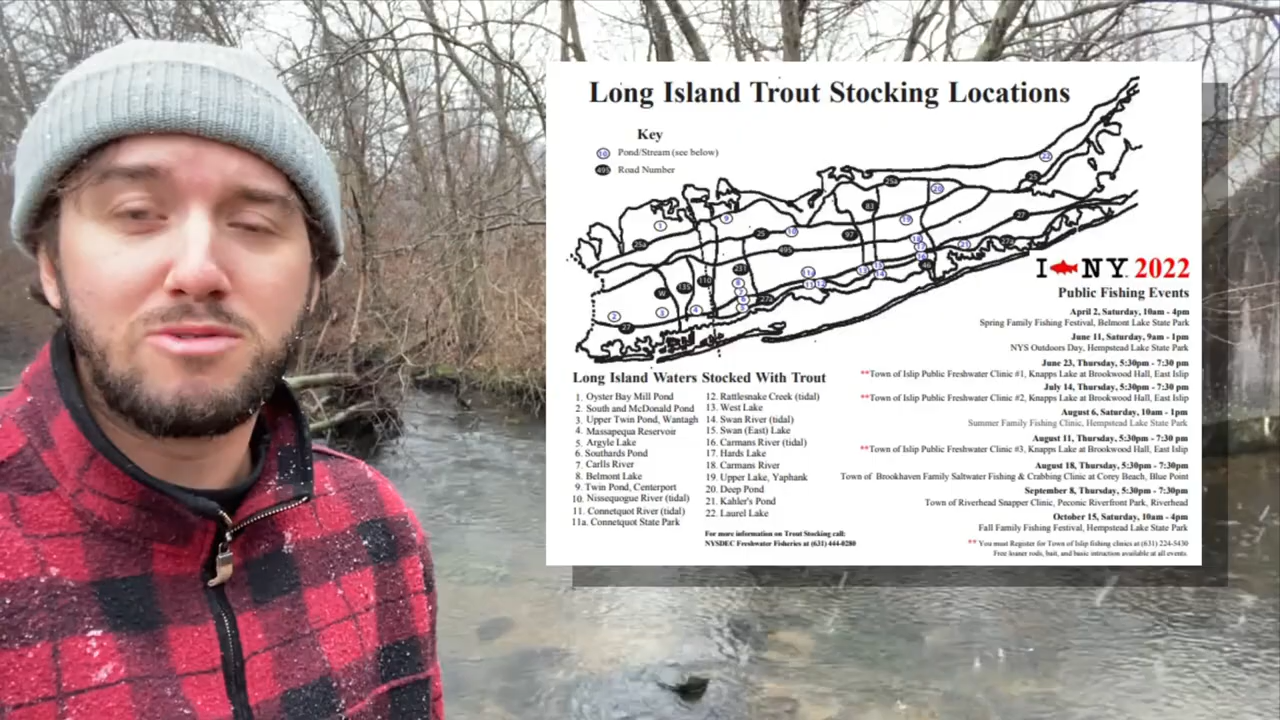 Long Island Trout Stocking Locations
Key
10 Pond/Stream (see below)
495 Road Number
I NY 2022
Public Fishing Events
April 2, Saturday, 10am - 4pm
Spring Family Fishing Festival, Belmont Lake State Park
June 11, Saturday, 9am - 1pm
NYS Outdoors Day, Hempstead Lake State Park
June 23, Thursday, 5:30pm - 7:30 pm
**Town of Islip Public Freshwater Clinic #1, Knapps Lake at Brookwood Hall, East Islip
July 14, Thursday, 5:30pm - 7:30 pm
**Town of Islip Public Freshwater Clinic #2, Knapps Lake at Brookwood Hall, East Islip
August 6, Saturday, 10am - 1pm
Summer Family Fishing Clinic, Hempstead Lake State Park
August 11, Thursday, 5:30pm - 7:30 pm
**Town of Islip Public Freshwater Clinic #3, Knapps Lake at Brookwood Hall, East Islip
August 18, Thursday, 5:30pm - 7:30pm
Town of Brookhaven Family Saltwater Fishing & Crabbing Clinic at Corey Beach, Blue Point
September 8, Thursday, 5:30pm - 7:30pm
Town of Riverhead Snapper Clinic, Peconic Riverfront Park, Riverhead
October 15, Saturday, 10am - 4pm
Fall Family Fishing Festival, Hempstead Lake State Park
** You must Register for Town of Islip fishing clinics at (631) 224-5430
Free loaner rods, bait, and basic intruction available at all events.
Long Island Waters Stocked With Trout
1. Oyster Bay Mill Pond
2. South and McDonald Pond
3. Upper Twin Pond, Wantagh
4. Massapequa Reservoir
5. Argyle Lake
6. Southards Pond
7. Carlls River
8. Belmont Lake
9. Twin Pond, Centerport
10. Nissequogue River (tidal)
11. Connetquot River (tidal)
11a. Connetquot State Park
12. Rattlesnake Creek (tidal)
13. West Lake
14. Swan River (tidal)
15. Swan (East) Lake
16. Carmans River (tidal)
17. Hards Lake
18. Carmans River
19. Upper Lake, Yaphank
20. Deep Pond
21. Kahler's Pond
22. Laurel Lake
For more information on Trout Stocking call:
NYSDEC Freshwater Fisheries at (631) 444-0280